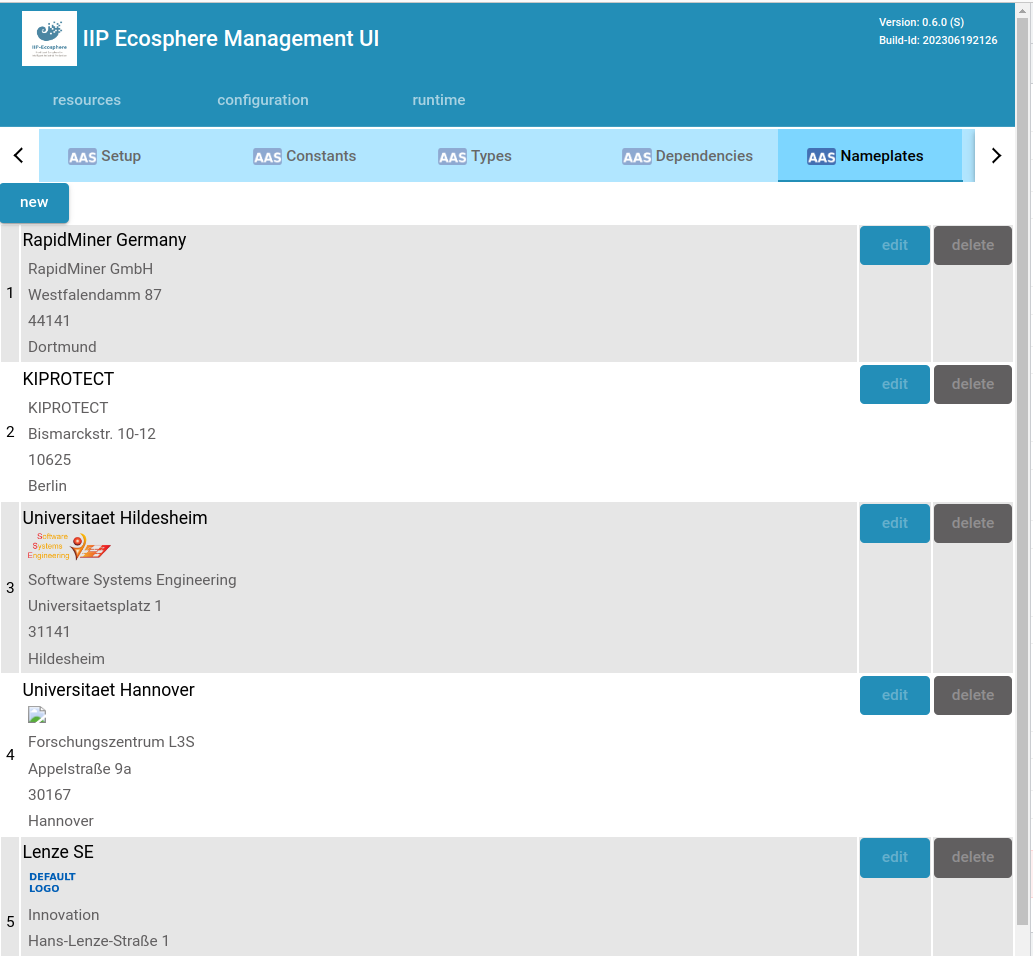 IIP-Ecosphere
IIP Ecosphere Management UI
Version: 0.6.0 (S)
Build-Id: 202306192126
resources configuration runtime
AAS Setup AAS Constants AAS Types AAS Dependencies AAS Nameplates
new
RapidMiner Germany edit delete
RapidMiner GmbH
1
Westfalendamm 87
44141
Dortmund
KIPROTECT edit delete
KIPROTECT
2
Bismarckstr. 10-12
10625
Berlin
Universitaet Hildesheim edit delete
Software
Systems
Engineering
Software Systems Engineering
3
Universitaetsplatz 1
31141
Hildesheim
Universitaet Hannover edit delete
Forschungszentrum L3S
4
Appelstraße 9a
30167
Hannover
Lenze SE edit delete
DEFAULT
LOGO
Innovation
5
Hans-Lenze-Straße 1